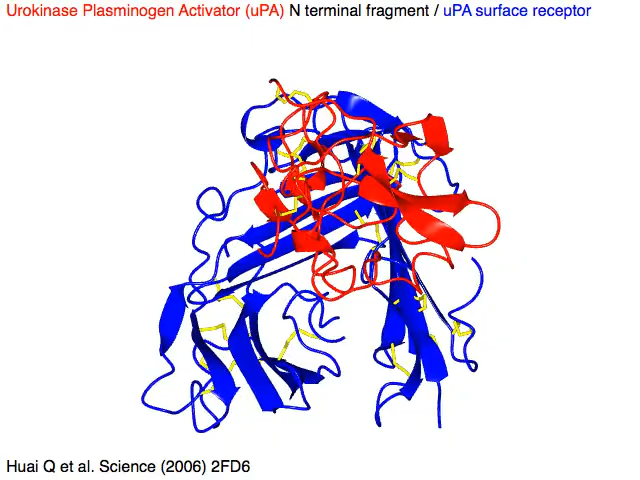 Urokinase Plasminogen Activator (uPA) N terminal fragment / uPA surface receptor
Huai Q et al. Science (2006) 2FD6